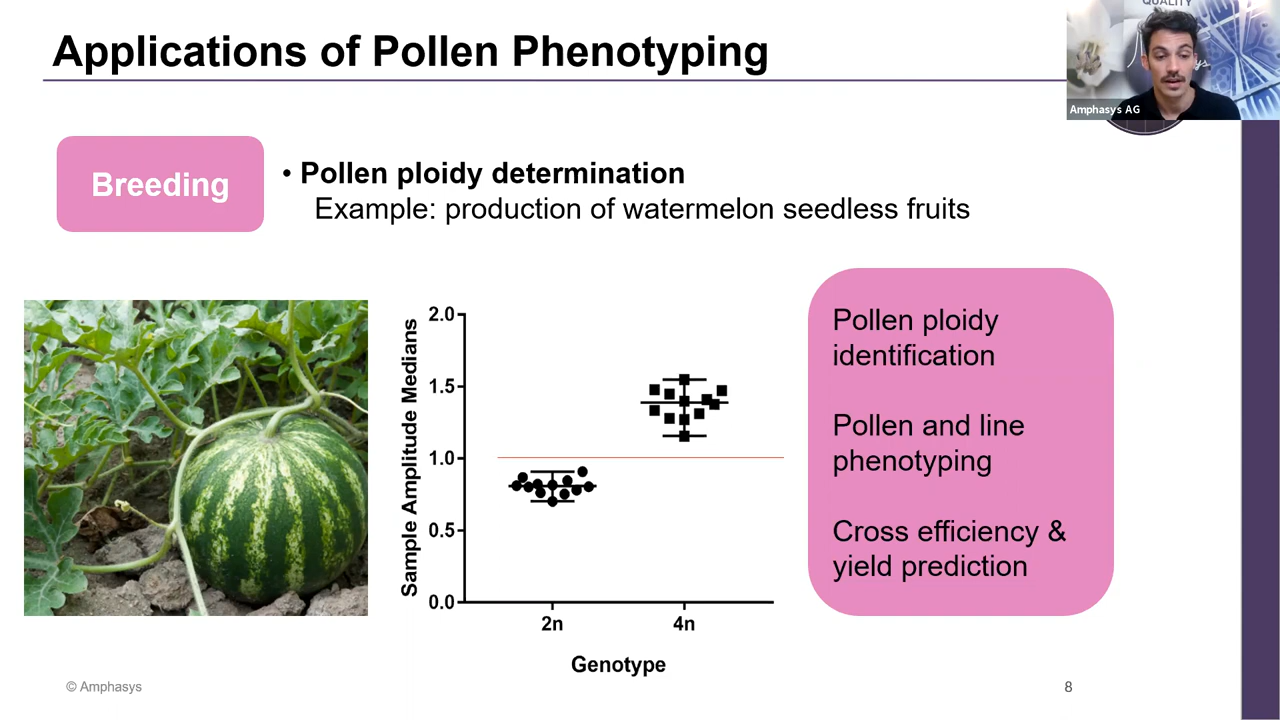 Applications of Pollen Phenotyping
QUALITY
Amphasys AG
Breeding
• Pollen ploidy determination
Example: production of watermelon seedless fruits
Sample Amplitude Medians
2.0
1.5
1.0
0.5
0.0
2n
4n
Genotype
Pollen ploidy
identification
Pollen and line
phenotyping
Cross efficiency &
yield prediction
© Amphasys
8